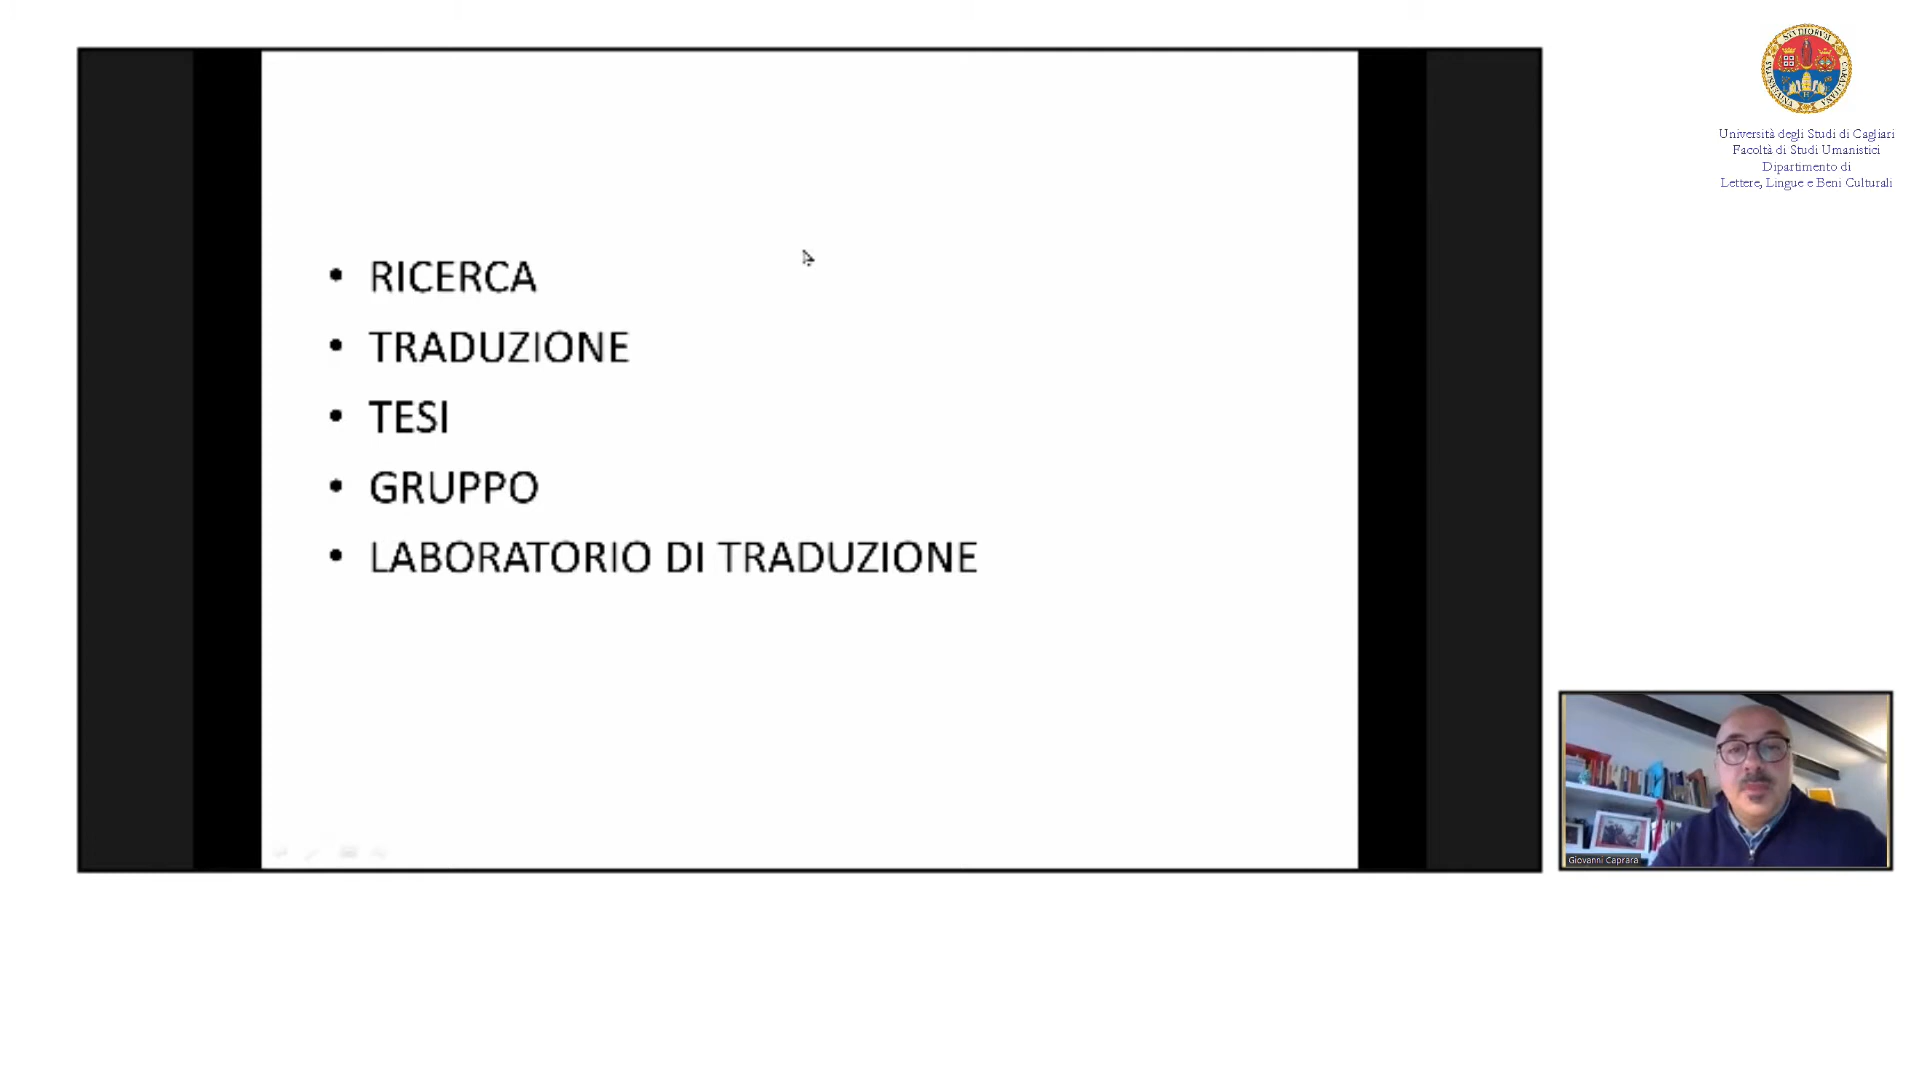 • RICERCA
• TRADUZIONE
• TESI
• GRUPPO
• LABORATORIO DI TRADUZIONE
Università degli Studi di Cagliari
Facoltà di Studi Umanistici
Dipartimento di
Lettere, Lingue e Beni Culturali
Giovanni Caprara